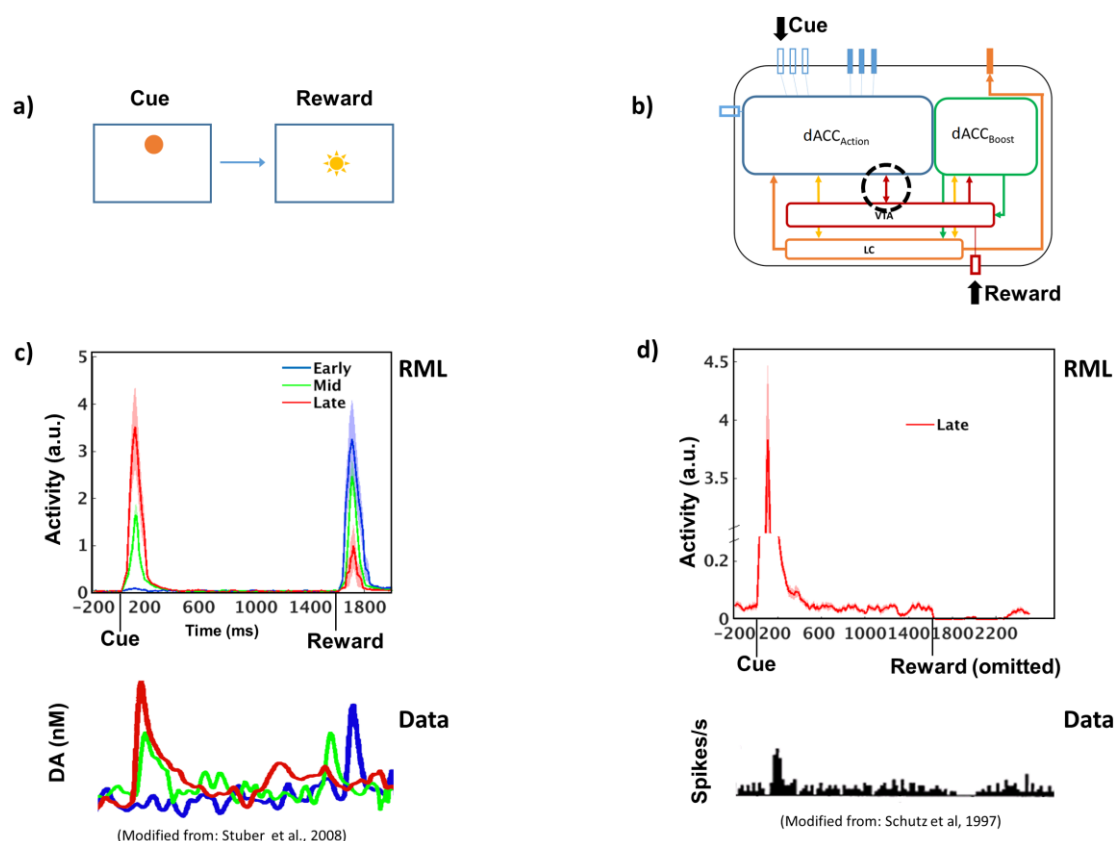 a)
Cue
Reward
b)
Cue
dACCAction
dACCBoost
VTA
LC
Reward
c)
RML
Activity (a.u.)
5
4
3
2
1
0
Early
Mid
Late
−200 200 600 1000 1400 1800
Cue
Time (ms)
Reward
DA (nM)
Data
(Modified from: Stuber et al., 2008)
d)
RML
Activity (a.u.)
4.5
4
3.5
0.2
0
Late
−200 200 600 1000 1400 1800 2200
Cue
Reward (omitted)
Spikes/s
Data
(Modified from: Schutz et al, 1997)